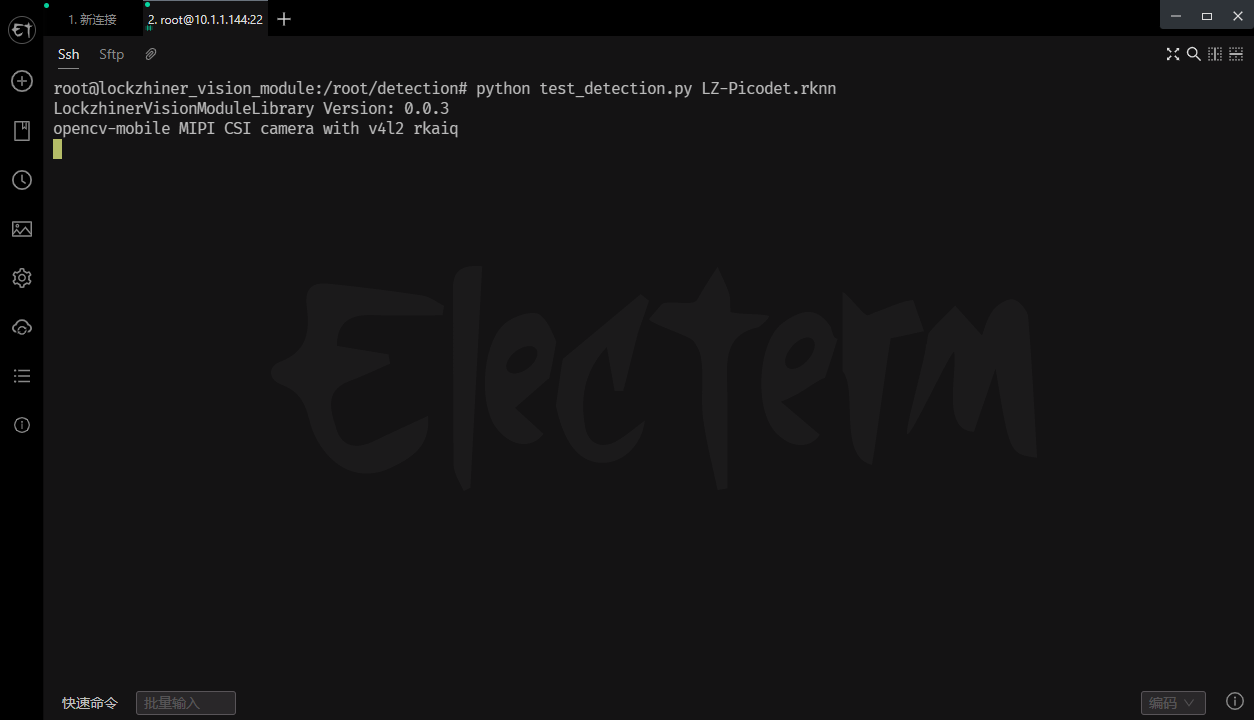 1. 新连接
2. root@10.1.1.144:22
Ssh
Sftp
root@lockzhiner_vision_module:/root/detection# python test_detection.py LZ-Picodet.rknn
LockzhinerVisionModuleLibrary Version: 0.0.3
opencv-mobile MIPI CSI camera with v4l2 rkaiq
Electerm
快速命令
批量输入
编码